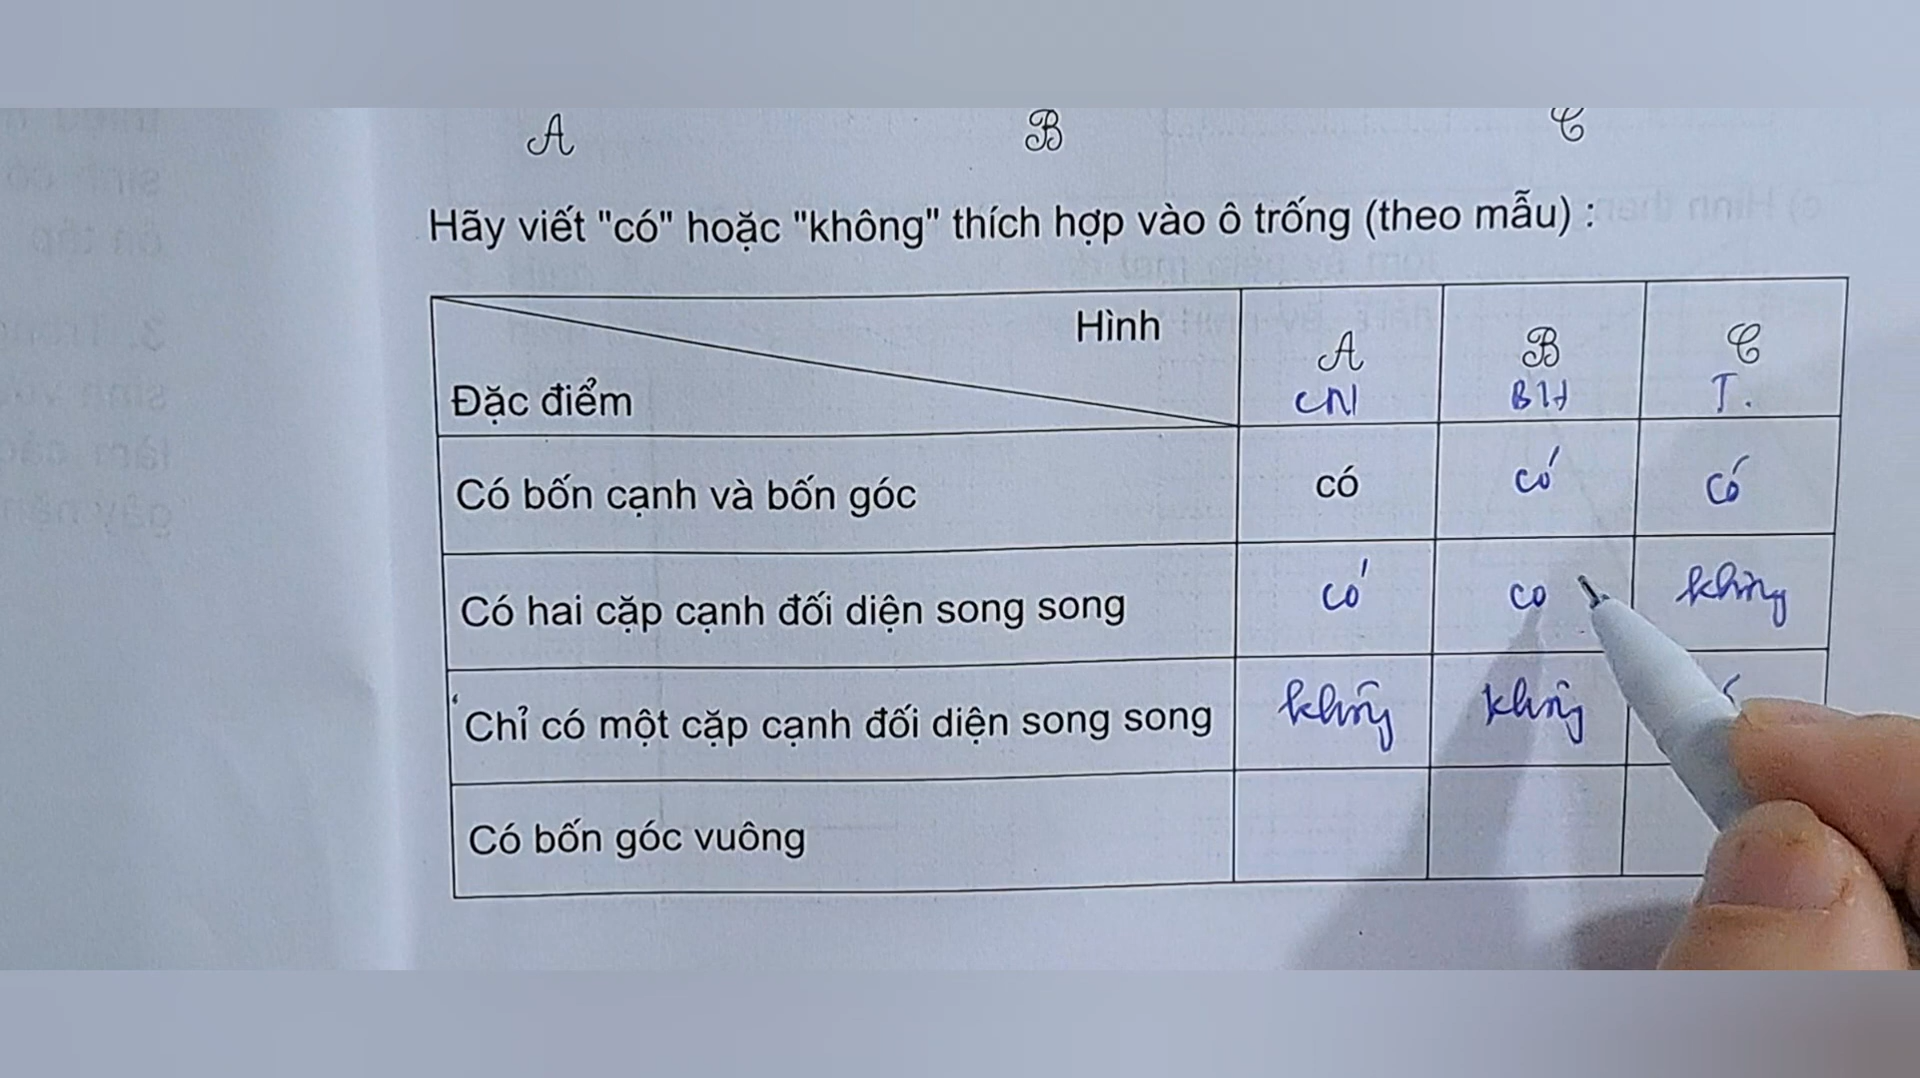 A B C
Hãy viết "có" hoặc "không" thích hợp vào ô trống (theo mẫu) :
Hình A B C
Đặc điểm CN BH T.
Có bốn cạnh và bốn góc có có có
Có hai cặp cạnh đối diện song song có co không
Chỉ có một cặp cạnh đối diện song song không không
Có bốn góc vuông